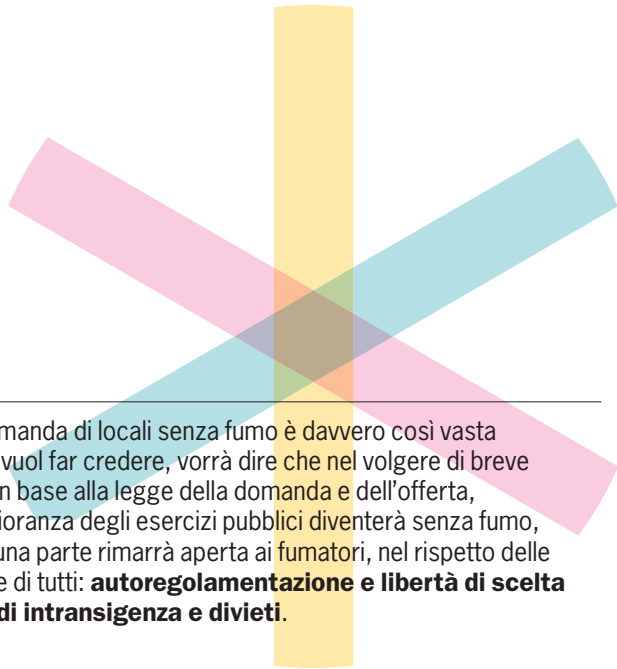 manda di locali senza fumo è davvero così vasta
vuol far credere, vorrà dire che nel volgere di breve
n base alla legge della domanda e dell'offerta,
ioranza degli esercizi pubblici diventerà senza fumo,
una parte rimarrà aperta ai fumatori, nel rispetto delle
e di tutti: autoregolamentazione e libertà di scelta
di intransigenza e divieti.